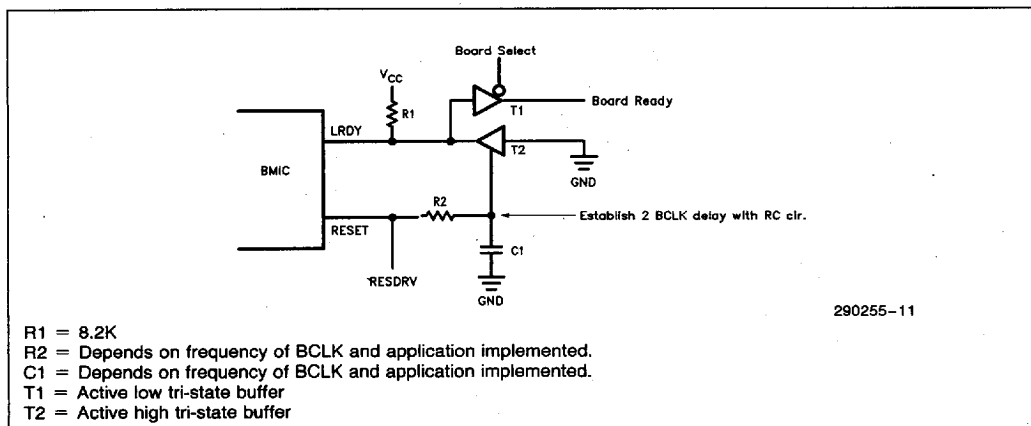 Board Select
VCC
R1
T1
Board Ready
LRDY
T2
BMIC
GND
R2
Establish 2 BCLK delay with RC cir.
RESET
C1
RESDRV
GND
290255-11
R1 = 8.2K
R2 = Depends on frequency of BCLK and application implemented.
C1 = Depends on frequency of BCLK and application implemented.
T1 = Active low tri-state buffer
T2 = Active high tri-state buffer